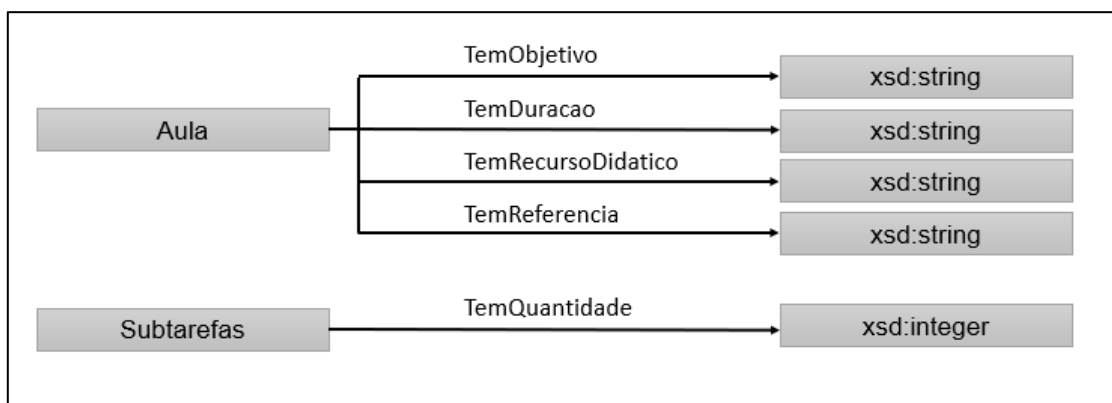 TemObjetivo
xsd:string
Aula
TemDuracao
xsd:string
TemRecursoDidatico
xsd:string
TemReferencia
xsd:string
Subtarefas
TemQuantidade
xsd:integer